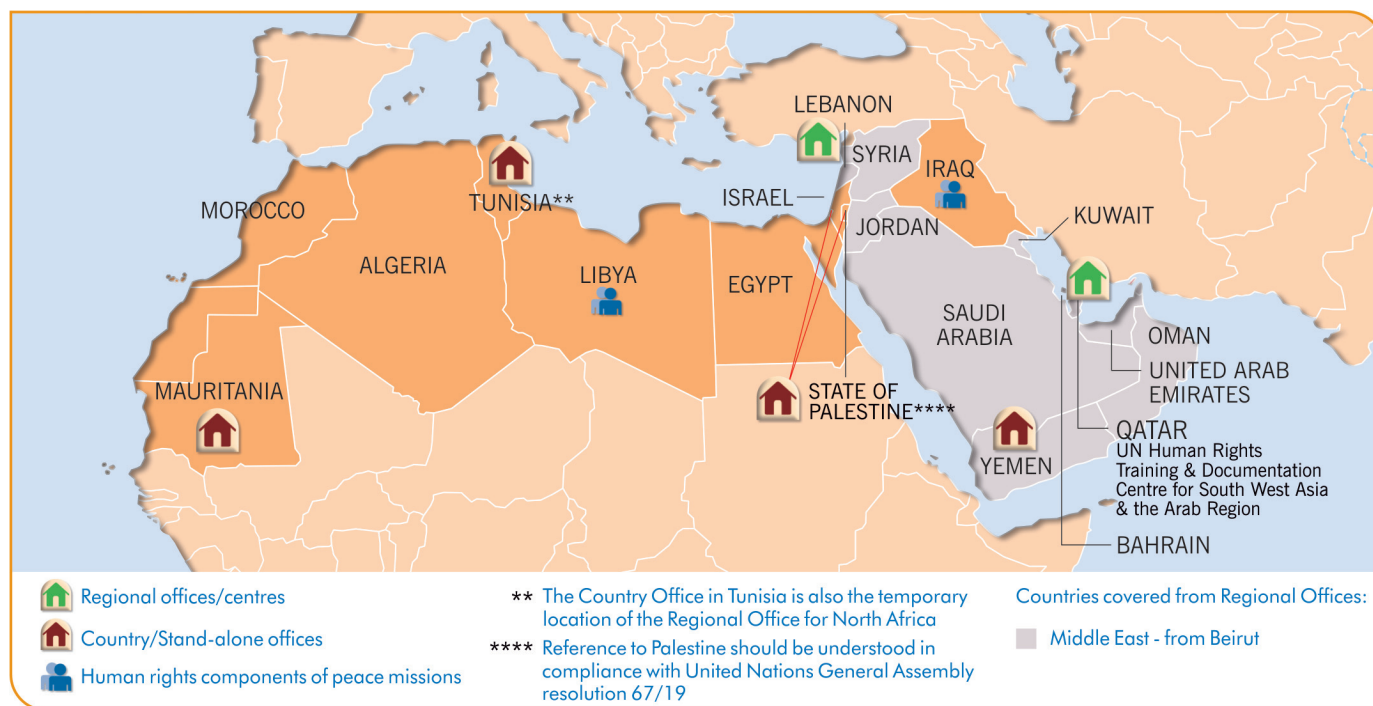 LEBANON
SYRIA
IRAQ
ISRAEL
TUNISIA**
MOROCCO
KUWAIT
JORDAN
ALGERIA
LIBYA
EGYPT
SAUDI
ARABIA
OMAN
UNITED ARAB
EMIRATES
MAURITANIA
STATE OF
PALESTINE****
QATAR
UN Human Rights
Training & Documentation
Centre for South West Asia
& the Arab Region
YEMEN
BAHRAIN
Regional offices/centres
Country/Stand-alone offices
Human rights components of peace missions
** The Country Office in Tunisia is also the temporary
location of the Regional Office for North Africa
**** Reference to Palestine should be understood in
compliance with United Nations General Assembly
resolution 67/19
Countries covered from Regional Offices:
Middle East - from Beirut